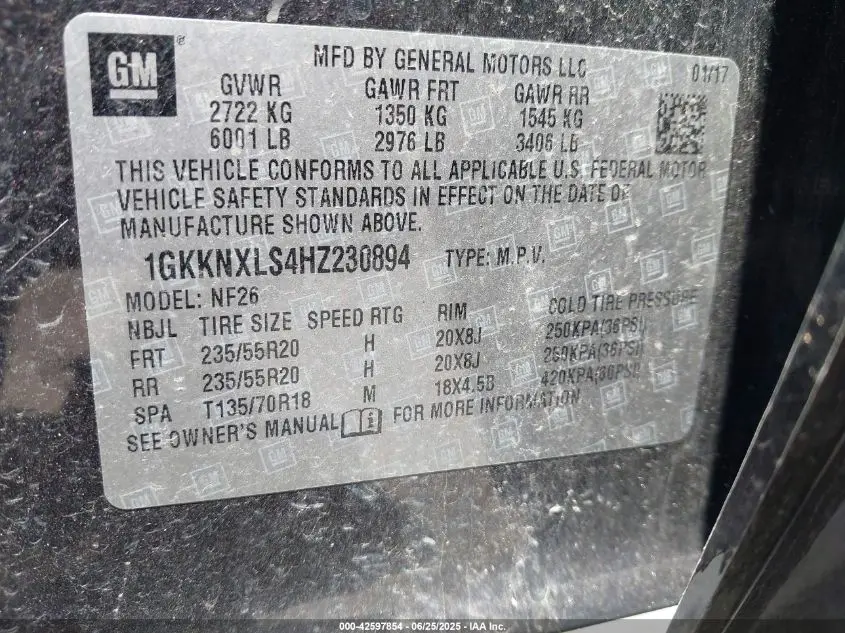 GM ®
MFD BY GENERAL MOTORS LLC 01/17
GVWR GAWR FRT GAWR RR
2722 KG 1350 KG 1545 KG
6001 LB 2976 LB 3406 LB
THIS VEHICLE CONFORMS TO ALL APPLICABLE U.S. FEDERAL MOTOR
VEHICLE SAFETY STANDARDS IN EFFECT ON THE DATE OF
MANUFACTURE SHOWN ABOVE.
1GKKNXLS4HZ230894 TYPE: M.P.V.
MODEL: NF26
NBJL TIRE SIZE SPEED RTG RIM COLD TIRE PRESSURE
FRT 235/55R20 H 20X8J 250KPA(36PSI)
RR 235/55R20 H 20X8J (36PSI)
SPA T135/70R18 M 18X4.5B 420KPA
SEE OWNER'S MANUAL FOR MORE INFORMATION
000-42597854 - 06/25/2025 - IAA Inc.